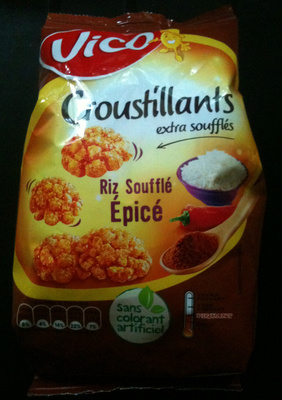 Vico
Croustillants
extra soufflés
Riz Soufflé
Épicé
Sans
colorant
artificiel